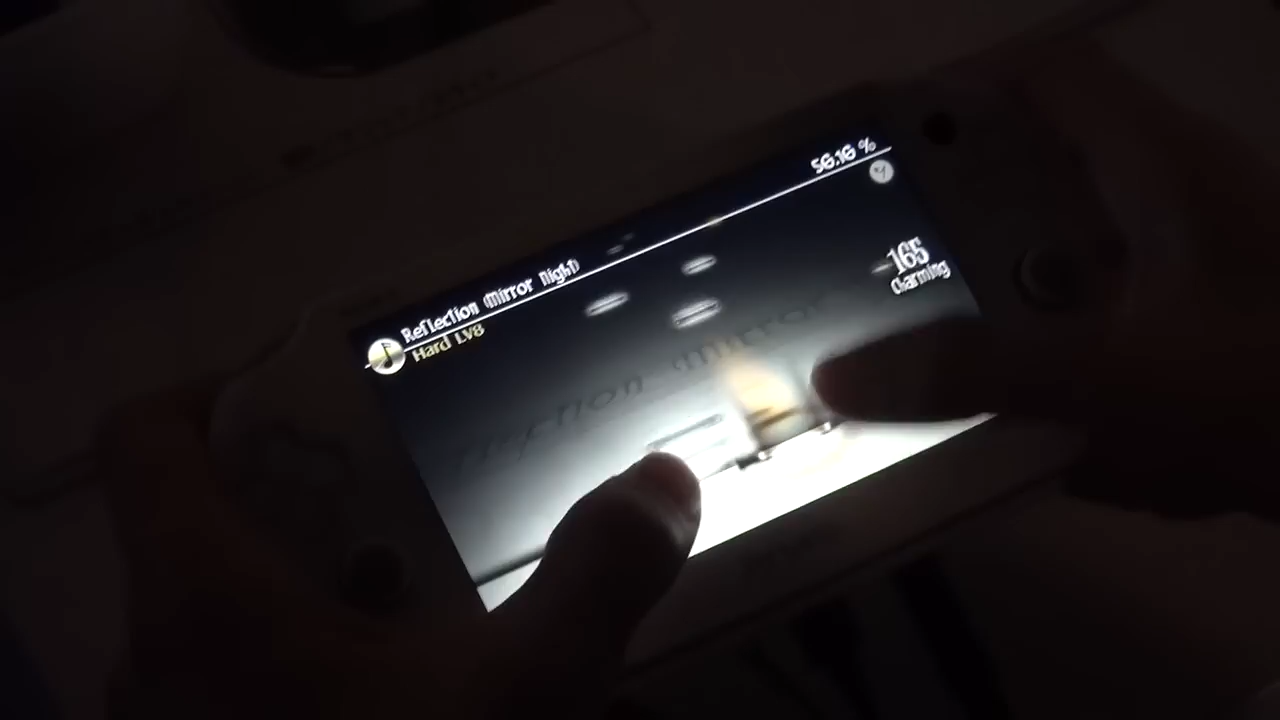 56.16 %
Reflection (Mirror Night)
Hard LV8
165
Charming